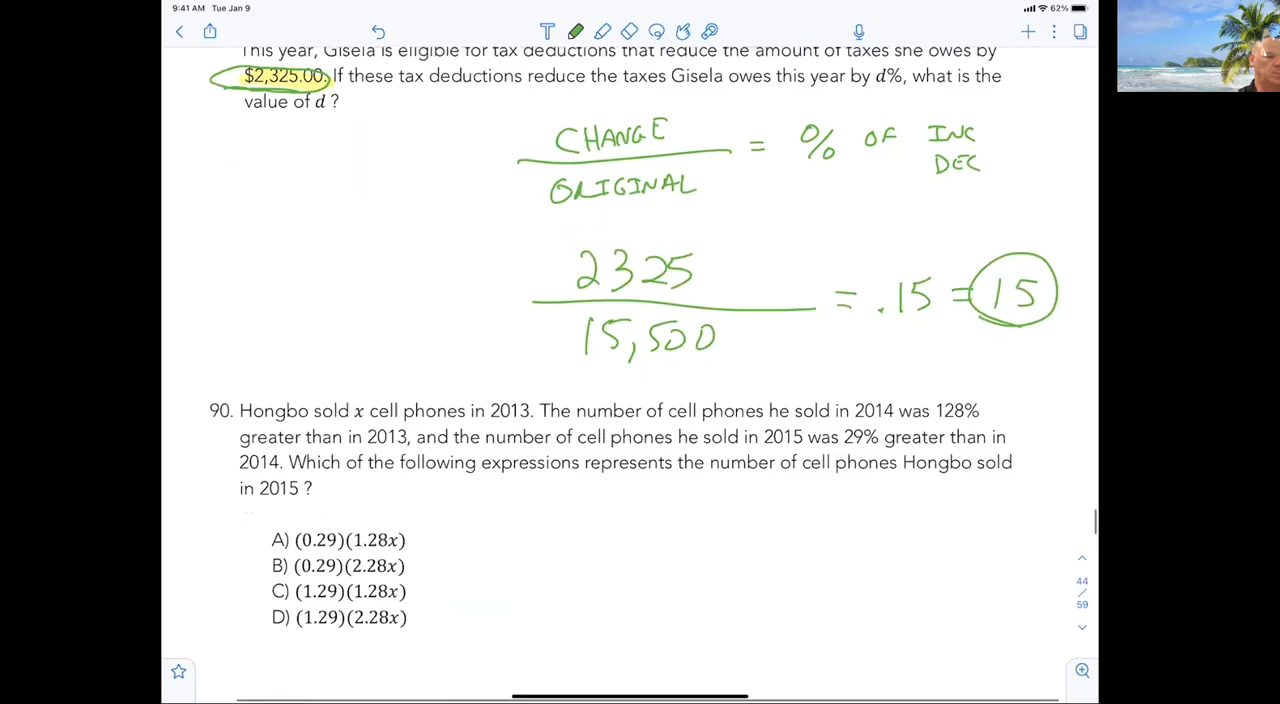 9:41 AM Tue Jan 9
62%
This year, Gisela is eligible for tax deductions that reduce the amount of taxes she owes by
$2,325.00. If these tax deductions reduce the taxes Gisela owes this year by d%, what is the
value of d ?
CHANGE
ORIGINAL
= % OF INC
DEC
2325
15,500
= .15 = 15
90. Hongbo sold x cell phones in 2013. The number of cell phones he sold in 2014 was 128%
greater than in 2013, and the number of cell phones he sold in 2015 was 29% greater than in
2014. Which of the following expressions represents the number of cell phones Hongbo sold
in 2015 ?
A) (0.29)(1.28x)
B) (0.29)(2.28x)
C) (1.29)(1.28x)
D) (1.29)(2.28x)
44
/
59